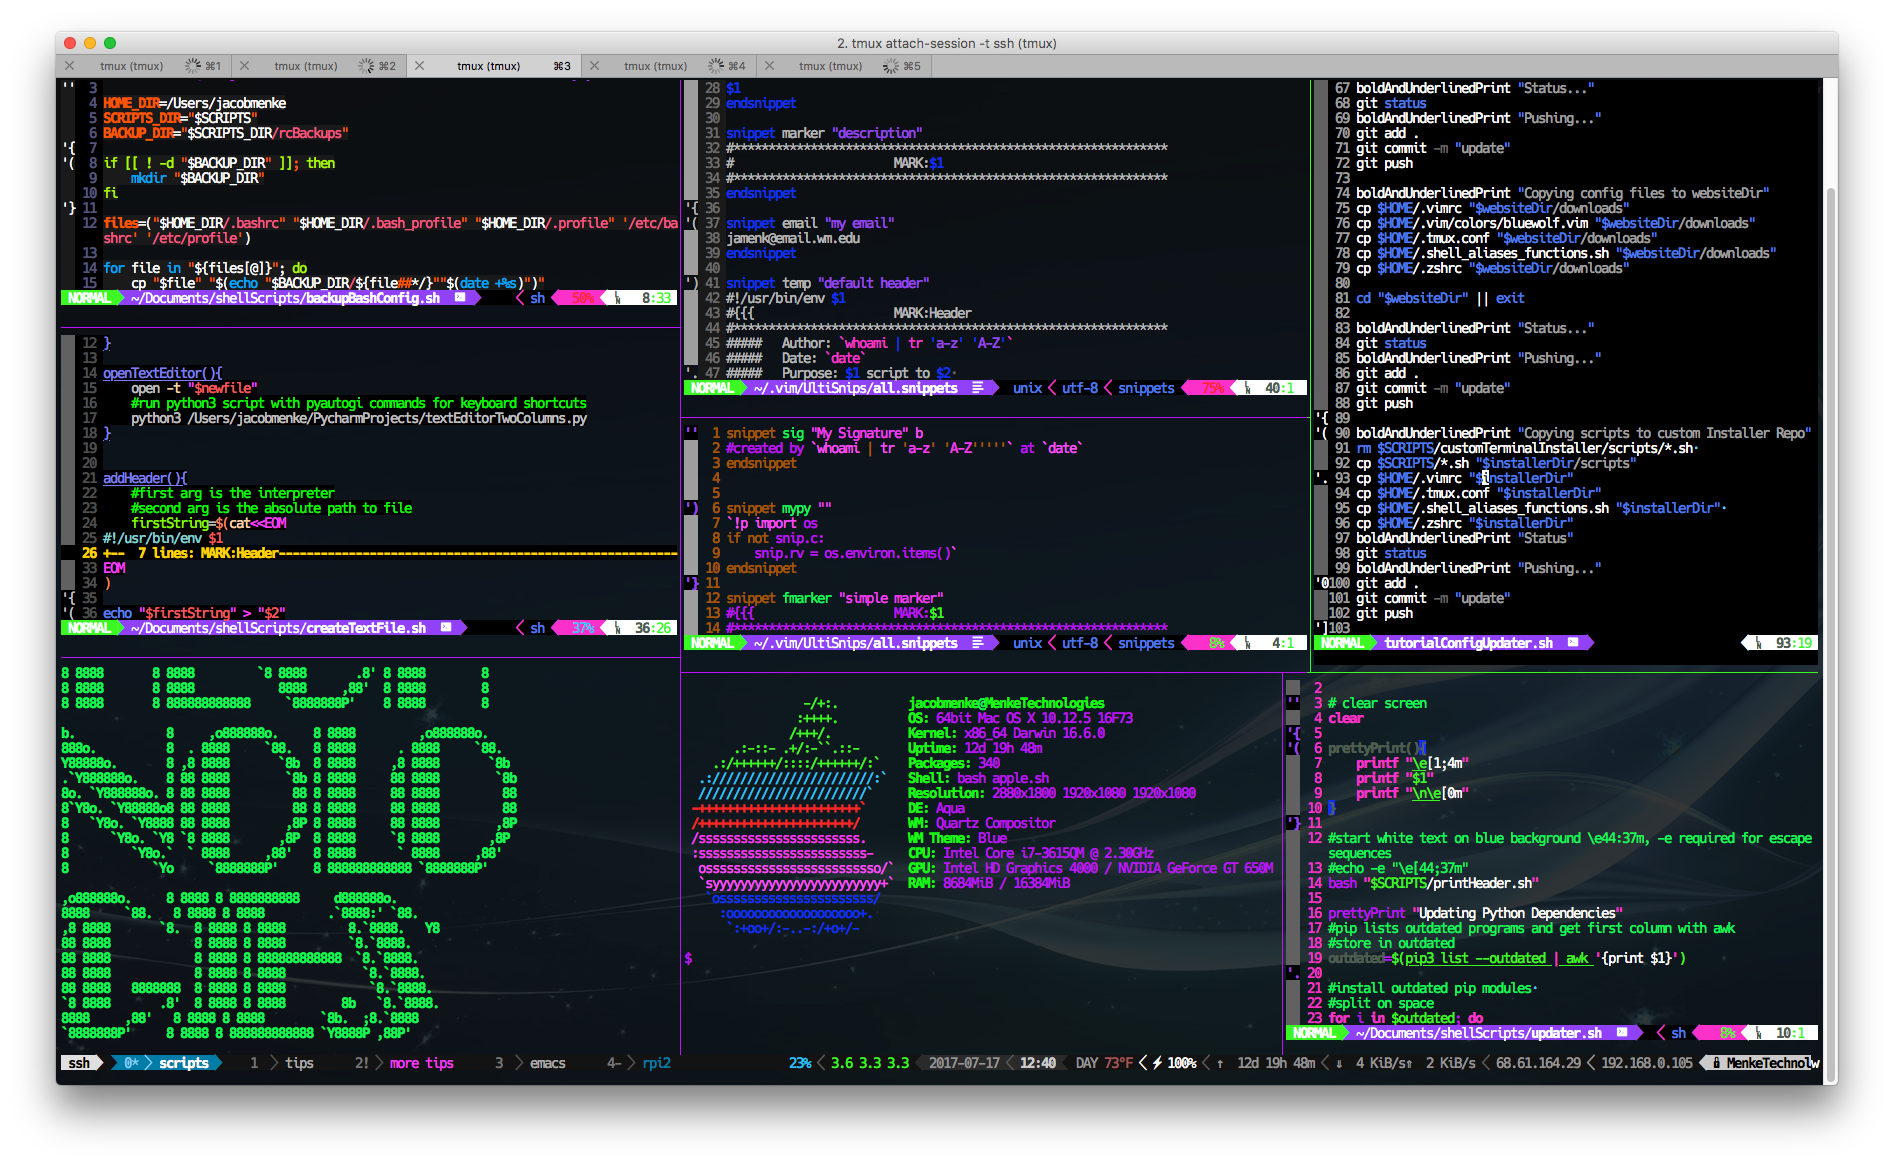 2. tmux attach-session -t ssh (tmux)
tmux (tmux) ⌘1
tmux (tmux) ⌘2
tmux (tmux) ⌘3
tmux (tmux) ⌘4
tmux (tmux) ⌘5
'' 3
4 HOME_DIR=/Users/jacobmenke
5 SCRIPTS_DIR="$SCRIPTS"
6 BACKUP_DIR="$SCRIPTS_DIR/rcBackups"
'{ 7
'( 8 if [[ ! -d "$BACKUP_DIR" ]]; then
9     mkdir "$BACKUP_DIR"
10 fi
'} 11
12 files=("$HOME_DIR/.bashrc" "$HOME_DIR/.bash_profile" "$HOME_DIR/.profile" '/etc/ba
shrc' '/etc/profile')
13
14 for file in "${files[@]}"; do
15     cp "$file" "$(echo "$BACKUP_DIR/${file##*/}""$(date +%s)")"
NORMAL ~/Documents/shellScripts/backupBashConfig.sh sh 50% 8:33
12 }
13
14 openTextEditor(){
15     open -t "$newfile"
16     #run python3 script with pyautogi commands for keyboard shortcuts
17     python3 /Users/jacobmenke/PycharmProjects/textEditorTwoColumns.py
18 }
19
20
21 addHeader(){
22     #first arg is the interpreter
23     #second arg is the absolute path to file
24     firstString=$(cat<<EOM
25 #!/usr/bin/env $1
26 +--  7 lines: MARK:Header
33 EOM
34 )
'{ 35
'( 36 echo "$firstString" > "$2"
NORMAL ~/Documents/shellScripts/createTextFile.sh sh 37% 36:26
28 $1
29 endsnippet
30
31 snippet marker "description"
32 #**************************************************************
33 #                       MARK:$1
34 #**************************************************************
35 endsnippet
'{ 36
'( 37 snippet email "my email"
38 jamenk@email.wm.edu
39 endsnippet
40
') 41 snippet temp "default header"
42 #!/usr/bin/env $1
43 #{{{                    MARK:Header
44 #**************************************************************
45 #####   Author: `whoami | tr 'a-z' 'A-Z'`
46 #####   Date: `date`
'. 47 #####   Purpose: $1 script to $2
NORMAL ~/.vim/UltiSnips/all.snippets unix utf-8 snippets 75% 40:1
'' 1 snippet sig "My Signature" b
2 #created by `whoami | tr 'a-z' 'A-Z'''''` at `date`
3 endsnippet
4
5
') 6 snippet mypy ""
7 `!p import os
8 if not snip.c:
9     snip.rv = os.environ.items()`
10 endsnippet
'} 11
12 snippet fmarker "simple marker"
13 #{{{                    MARK:$1
14 #**************************************************************
NORMAL ~/.vim/UltiSnips/all.snippets unix utf-8 snippets 8% 4:1
67 boldAndUnderlinedPrint "Status..."
68 git status
69 boldAndUnderlinedPrint "Pushing..."
70 git add .
71 git commit -m "update"
72 git push
73
74 boldAndUnderlinedPrint "Copying config files to websiteDir"
75 cp $HOME/.vimrc "$websiteDir/downloads"
76 cp $HOME/.vim/colors/bluewolf.vim "$websiteDir/downloads"
77 cp $HOME/.tmux.conf "$websiteDir/downloads"
78 cp $HOME/.shell_aliases_functions.sh "$websiteDir/downloads"
79 cp $HOME/.zshrc "$websiteDir/downloads"
80
81 cd "$websiteDir" || exit
82
83 boldAndUnderlinedPrint "Status..."
84 git status
85 boldAndUnderlinedPrint "Pushing..."
86 git add .
87 git commit -m "update"
88 git push
'{ 89
'( 90 boldAndUnderlinedPrint "Copying scripts to custom Installer Repo"
91 rm $SCRIPTS/customTerminalInstaller/scripts/*.sh
92 cp $SCRIPTS/*.sh "$installerDir/scripts"
'. 93 cp $HOME/.vimrc "$installerDir"
94 cp $HOME/.tmux.conf "$installerDir"
95 cp $HOME/.shell_aliases_functions.sh "$installerDir"
96 cp $HOME/.zshrc "$installerDir"
97 boldAndUnderlinedPrint "Status"
98 git status
99 boldAndUnderlinedPrint "Pushing..."
'0100 git add .
101 git commit -m "update"
102 git push
']103
NORMAL tutorialConfigUpdater.sh 93:19
jacobmenke@MenkeTechnologies
OS: 64bit Mac OS X 10.12.5 16F73
Kernel: x86_64 Darwin 16.6.0
Uptime: 12d 19h 48m
Packages: 340
Shell: bash apple.sh
Resolution: 2880x1800 1920x1080 1920x1080
DE: Aqua
WM: Quartz Compositor
WM Theme: Blue
CPU: Intel Core i7-3615QM @ 2.30GHz
GPU: Intel HD Graphics 4000 / NVIDIA GeForce GT 650M
RAM: 8684MiB / 16384MiB
$
2
'' 3 # clear screen
4 clear
'{ 5
'( 6 prettyPrint(){
7     printf "\e[1;4m"
8     printf "$1"
9     printf "\n\e[0m"
10 }
'} 11
12 #start white text on blue background \e44:37m, -e required for escape
sequences
13 #echo -e "\e[44;37m"
14 bash "$SCRIPTS/printHeader.sh"
15
16 prettyPrint "Updating Python Dependencies"
17 #pip lists outdated programs and get first column with awk
18 #store in outdated
19 outdated=$(pip3 list --outdated | awk '{print $1}')
'. 20
21 #install outdated pip modules
22 #split on space
23 for i in $outdated; do
NORMAL ~/Documents/shellScripts/updater.sh sh 8% 10:1
ssh 0* scripts 1 tips 2! more tips 3 emacs 4- rpi2 23% 3.6 3.3 3.3 2017-07-17 12:40 DAY 73°F 100% ↑ 12d 19h 48m ⇓ 4 KiB/s⇑ 2 KiB/s 68.61.164.29 192.168.0.105 MenkeTechnolw